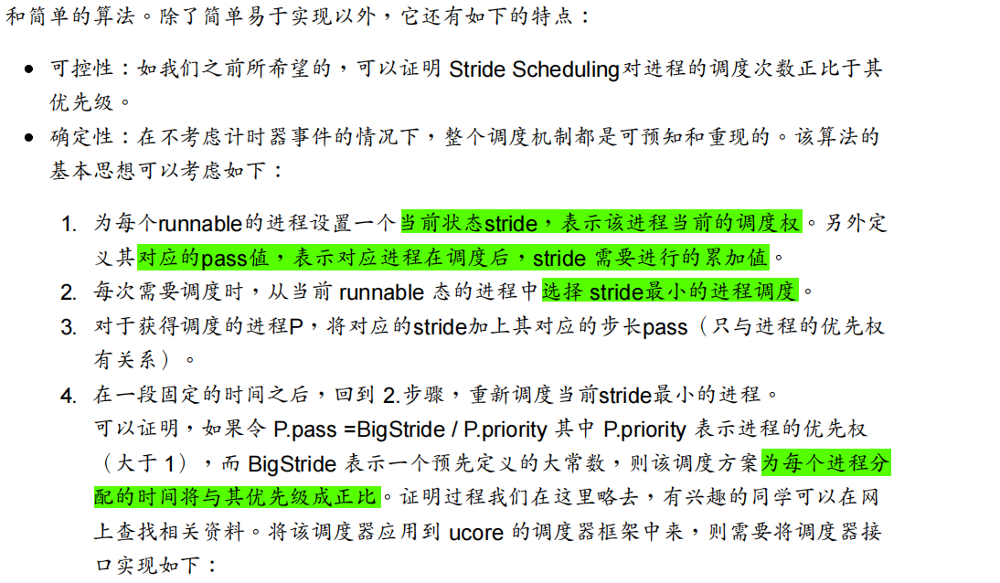 和简单的算法。除了简单易于实现以外，它还有如下的特点：
• 可控性：如我们之前所希望的，可以证明 Stride Scheduling对进程的调度次数正比于其
优先级。
• 确定性：在不考虑计时器事件的情况下，整个调度机制都是可预知和重现的。该算法的
基本思想可以考虑如下：
1. 为每个runnable的进程设置一个当前状态stride，表示该进程当前的调度权。另外定
义其对应的pass值，表示对应进程在调度后，stride 需要进行的累加值。
2. 每次需要调度时，从当前 runnable 态的进程中选择 stride最小的进程调度。
3. 对于获得调度的进程P，将对应的stride加上其对应的步长pass（只与进程的优先权
有关系）。
4. 在一段固定的时间之后，回到 2.步骤，重新调度当前stride最小的进程。
可以证明，如果令 P.pass =BigStride / P.priority 其中 P.priority 表示进程的优先权
（大于 1），而 BigStride 表示一个预先定义的大常数，则该调度方案为每个进程分
配的时间将与其优先级成正比。证明过程我们在这里略去，有兴趣的同学可以在网
上查找相关资料。将该调度器应用到 ucore 的调度器框架中来，则需要将调度器接
口实现如下：